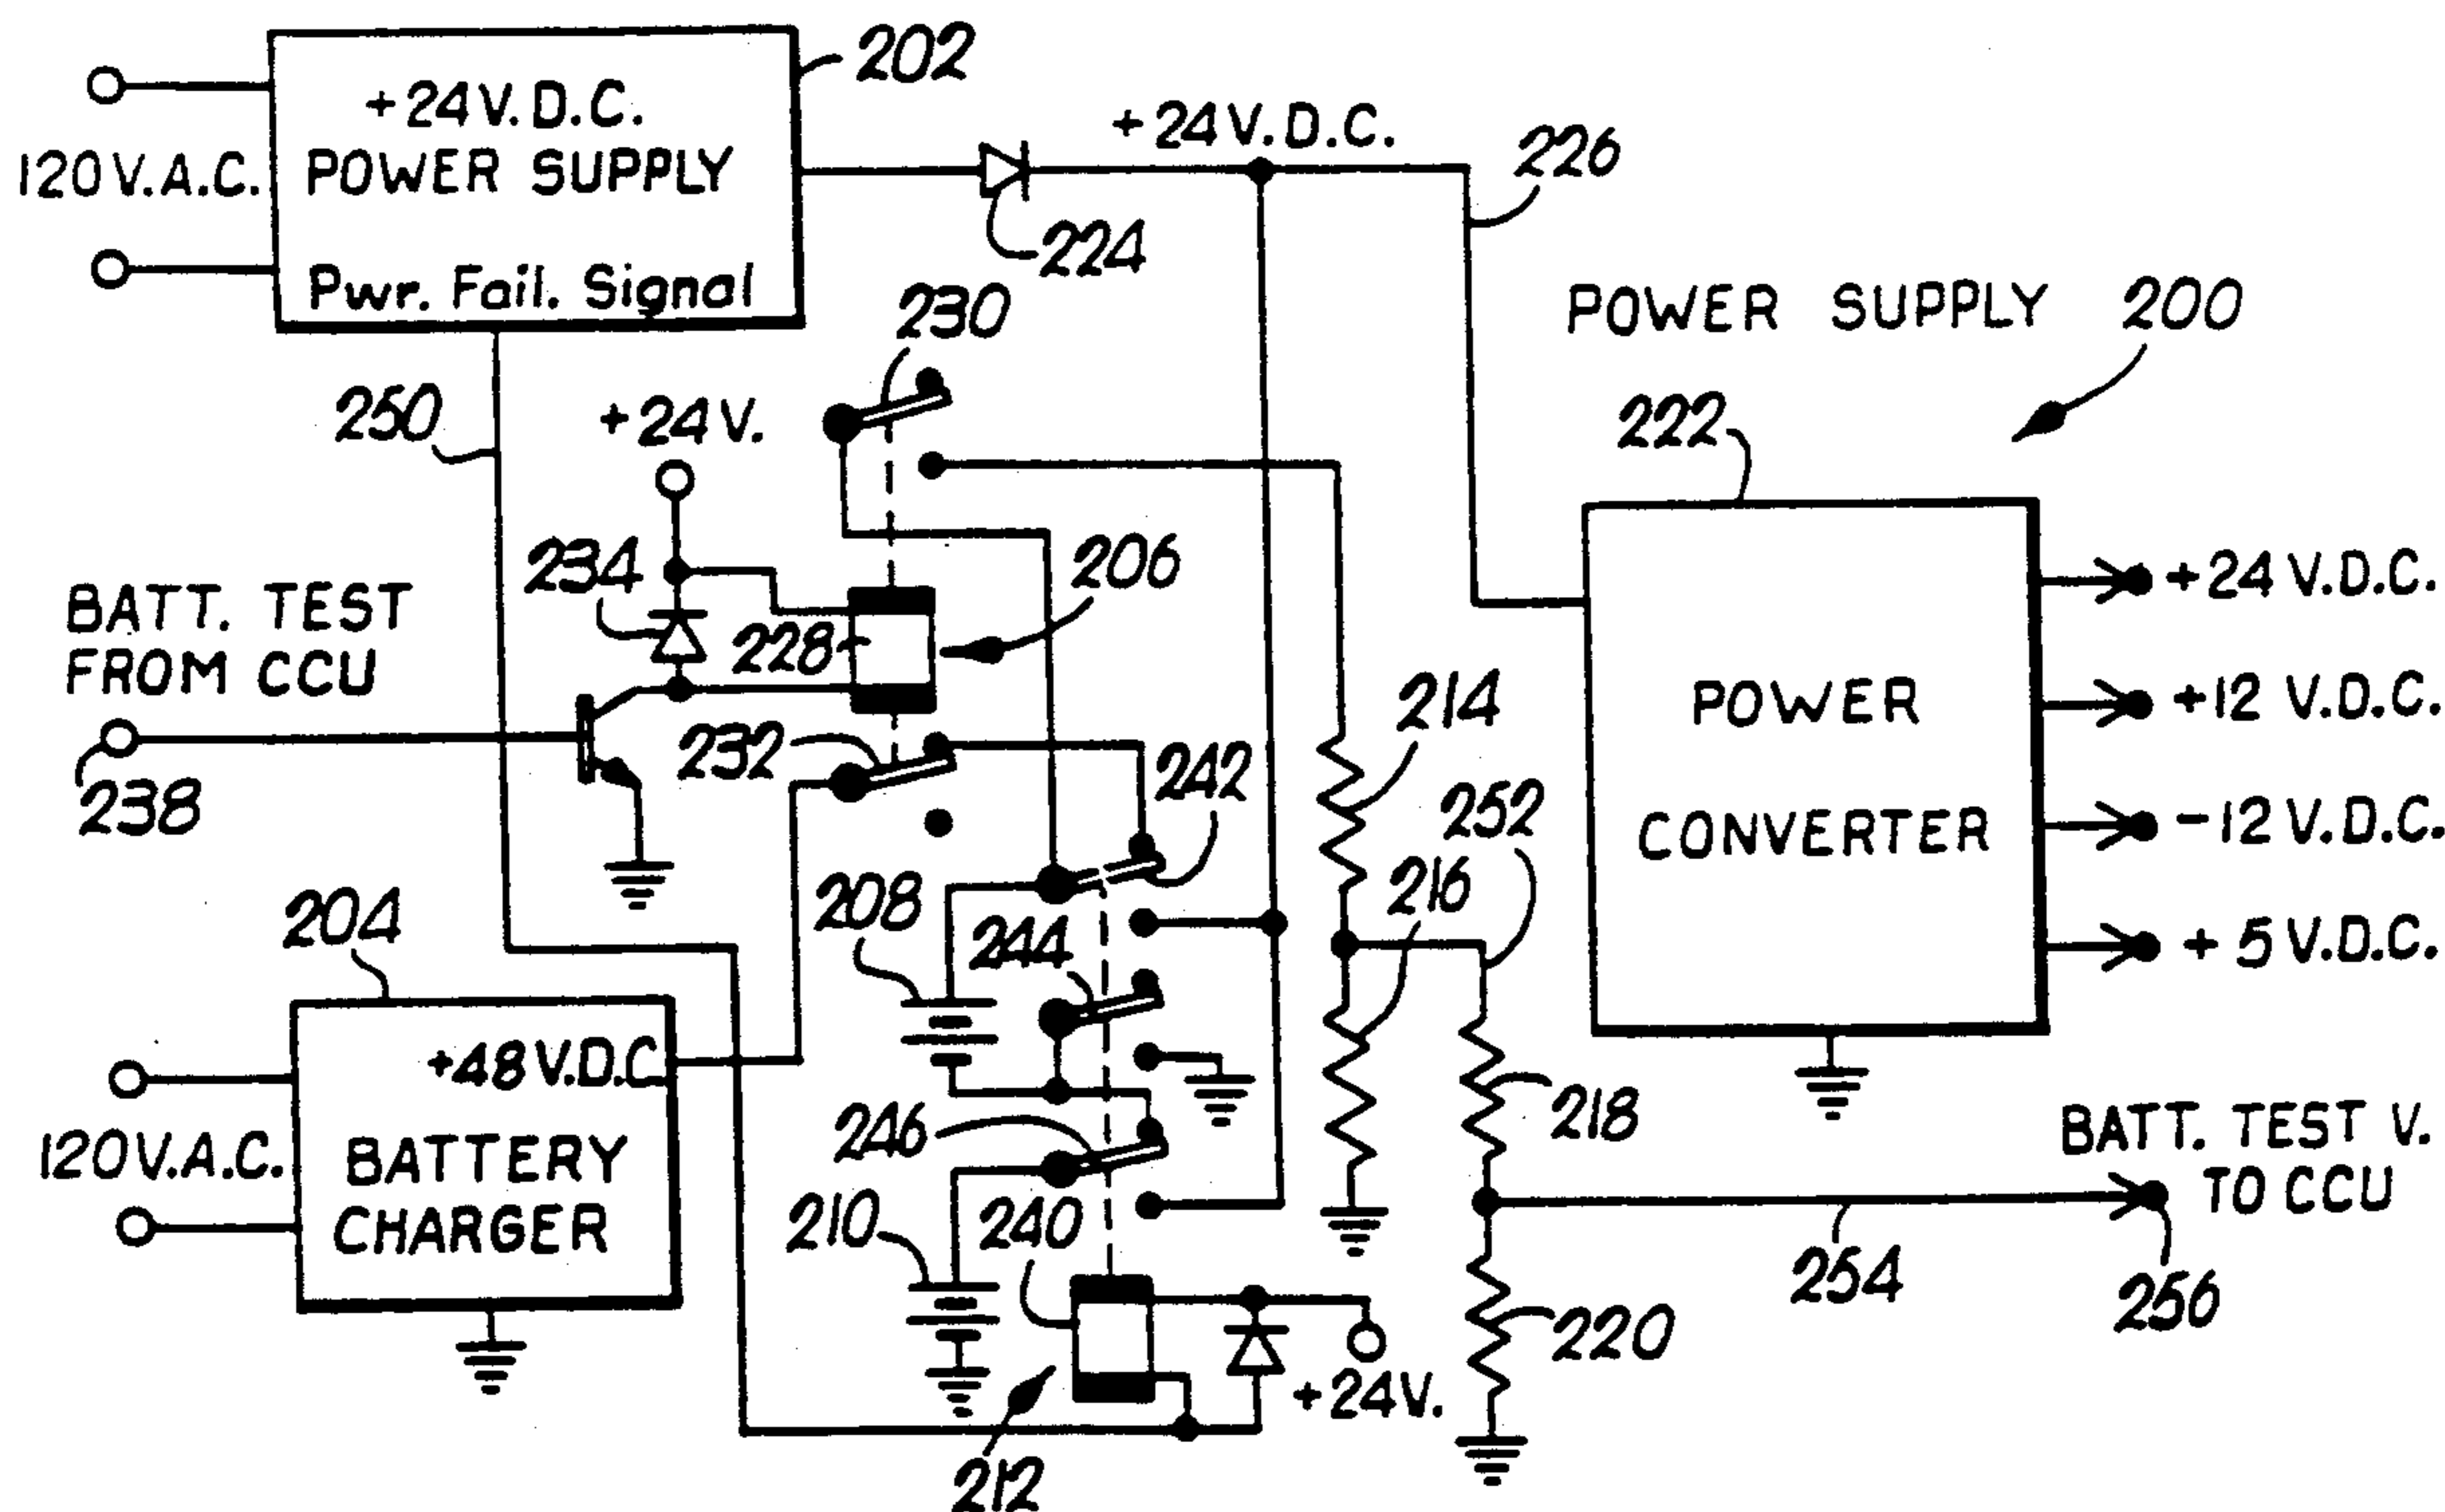 202
+24V.D.C.
POWER SUPPLY
120V.A.C.
Pwr. Fail. Signal
+24V.D.C.
226
224
230
POWER SUPPLY 200
250
+24V.
222
234
206
BATT. TEST
FROM CCU
228
238
232
214
242
252
POWER
CONVERTER
+24V.D.C.
+12 V.D.C.
-12V.D.C.
+5V.D.C.
204
208
244
216
+48V.D.C
120V.A.C.
BATTERY
CHARGER
246
218
BATT. TEST V.
TO CCU
210
240
254
256
220
+24V.
212